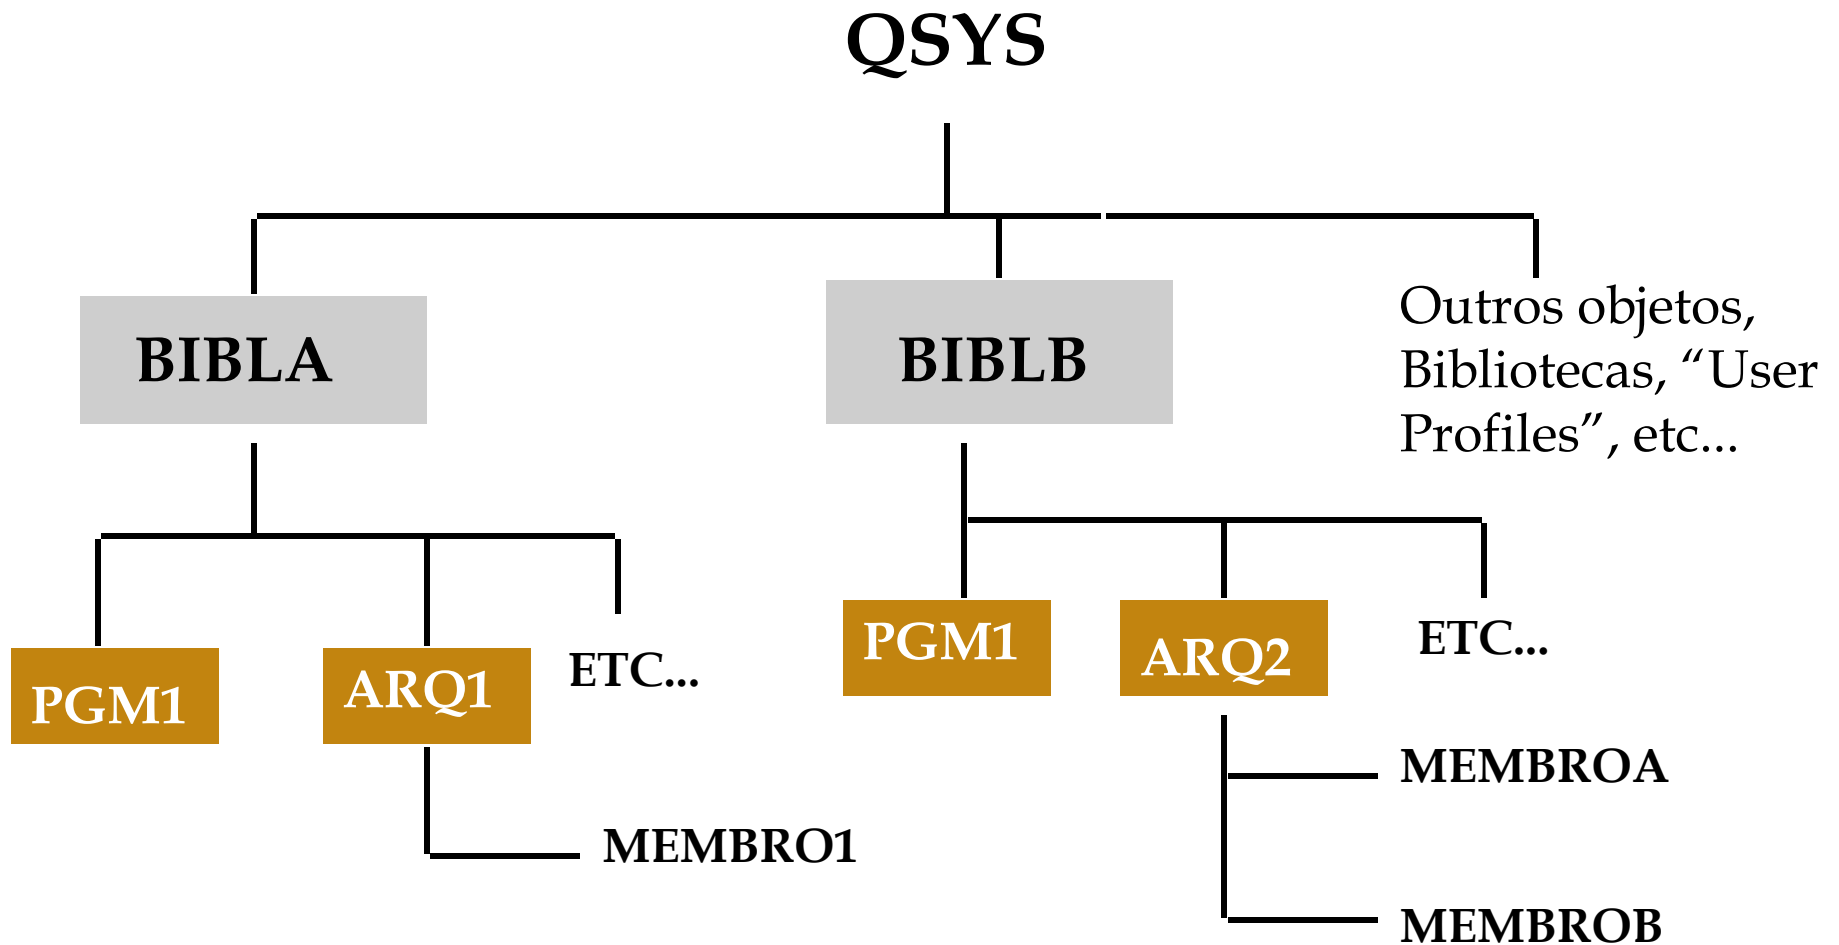 QSYS
BIBLA
BIBLB
Outros objetos,
Bibliotecas, “User
Profiles”, etc...
PGM1
ARQ1
ETC...
PGM1
ARQ2
ETC...
MEMBRO1
MEMBROA
MEMBROB